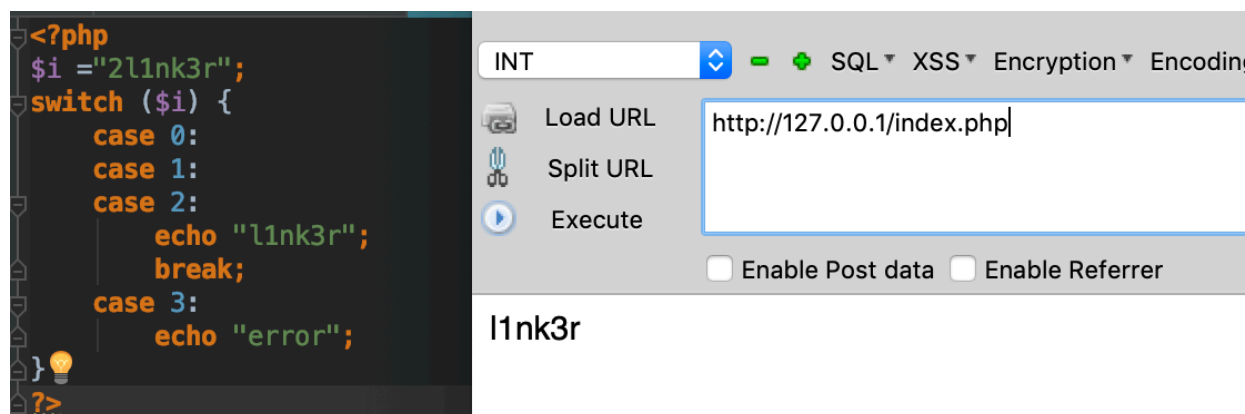 <?php
$i ="2l1nk3r";
switch ($i) {
    case 0:
    case 1:
    case 2:
        echo "l1nk3r";
        break;
    case 3:
        echo "error";
}
?>
INT SQL XSS Encryption Encoding
Load URL
http://127.0.0.1/index.php
Split URL
Execute
Enable Post data Enable Referrer
l1nk3r